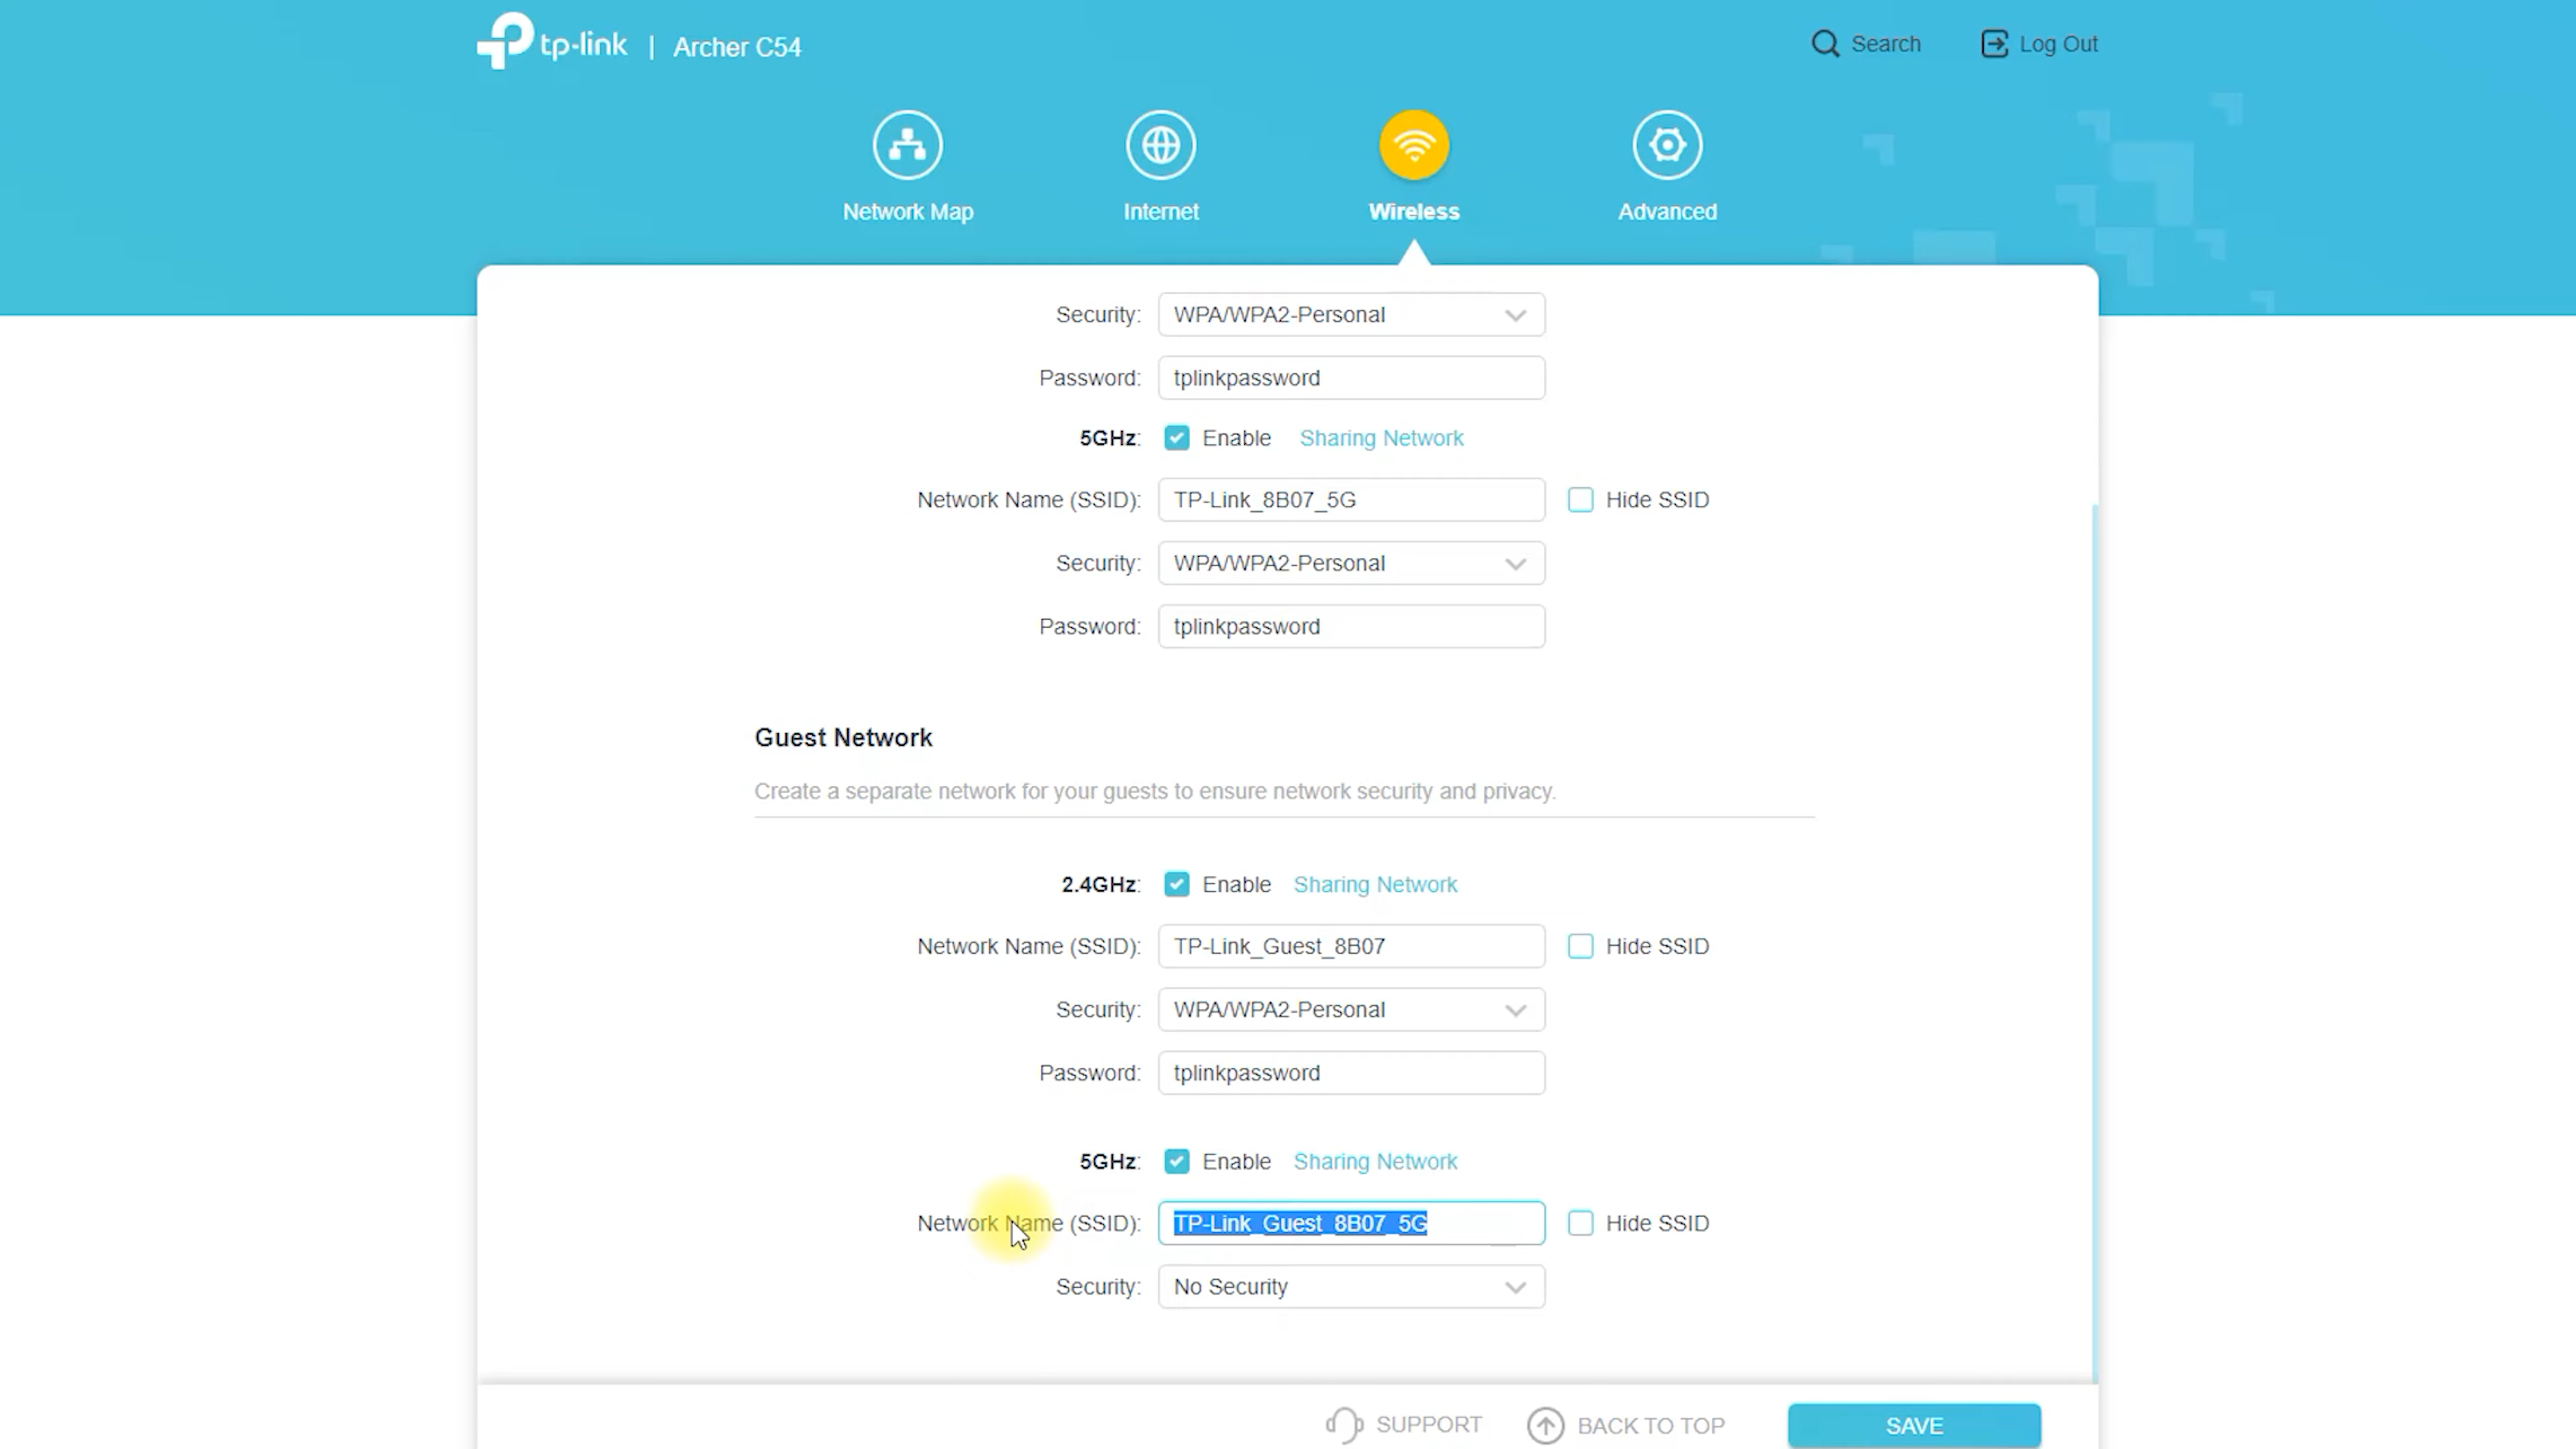 tp-link | Archer C54
Search
Log Out
Network Map
Internet
Wireless
Advanced
Security: WPA/WPA2-Personal
Password: tplinkpassword
5GHz: Enable Sharing Network
Network Name (SSID): TP-Link_8B07_5G Hide SSID
Security: WPA/WPA2-Personal
Password: tplinkpassword
Guest Network
Create a separate network for your guests to ensure network security and privacy.
2.4GHz: Enable Sharing Network
Network Name (SSID): TP-Link_Guest_8B07 Hide SSID
Security: WPA/WPA2-Personal
Password: tplinkpassword
5GHz: Enable Sharing Network
Network Name (SSID): TP-Link_Guest_8B07_5G Hide SSID
Security: No Security
SUPPORT BACK TO TOP SAVE